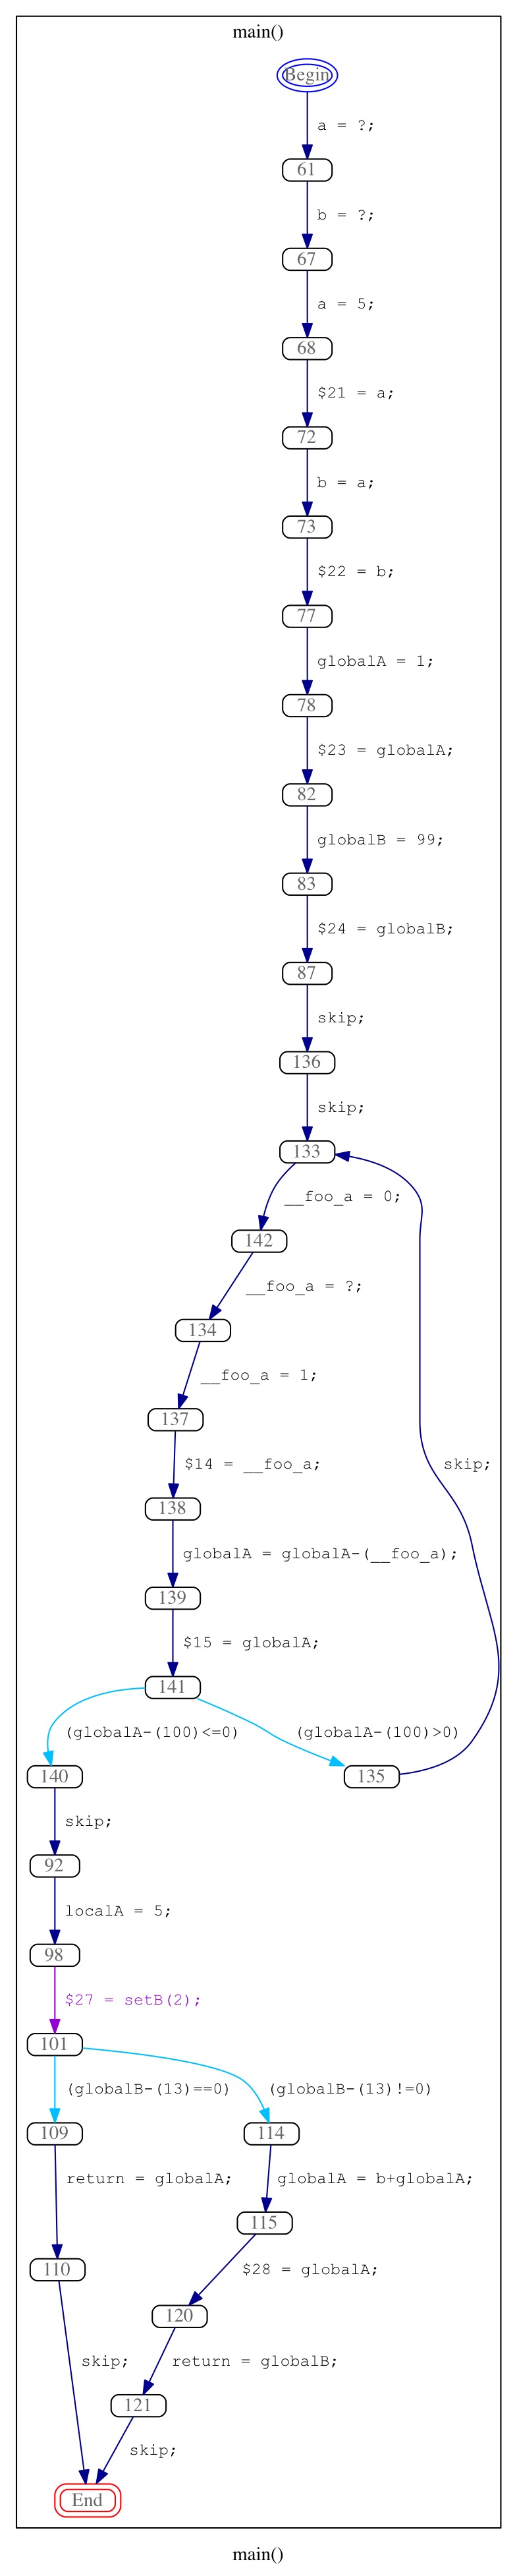 main()
Begin
a = ?;
61
b = ?;
67
a = 5;
68
$21 = a;
72
b = a;
73
$22 = b;
77
globalA = 1;
78
$23 = globalA;
82
globalB = 99;
83
$24 = globalB;
87
skip;
136
skip;
133
__foo_a = 0;
142
__foo_a = ?;
134
__foo_a = 1;
137
$14 = __foo_a;
skip;
138
globalA = globalA-(__foo_a);
139
$15 = globalA;
141
(globalA-(100)<=0)
(globalA-(100)>0)
140
135
skip;
92
localA = 5;
98
$27 = setB(2);
101
(globalB-(13)==0)
(globalB-(13)!=0)
109
114
return = globalA;
globalA = b+globalA;
115
110
$28 = globalA;
120
skip;
return = globalB;
121
skip;
End
main()